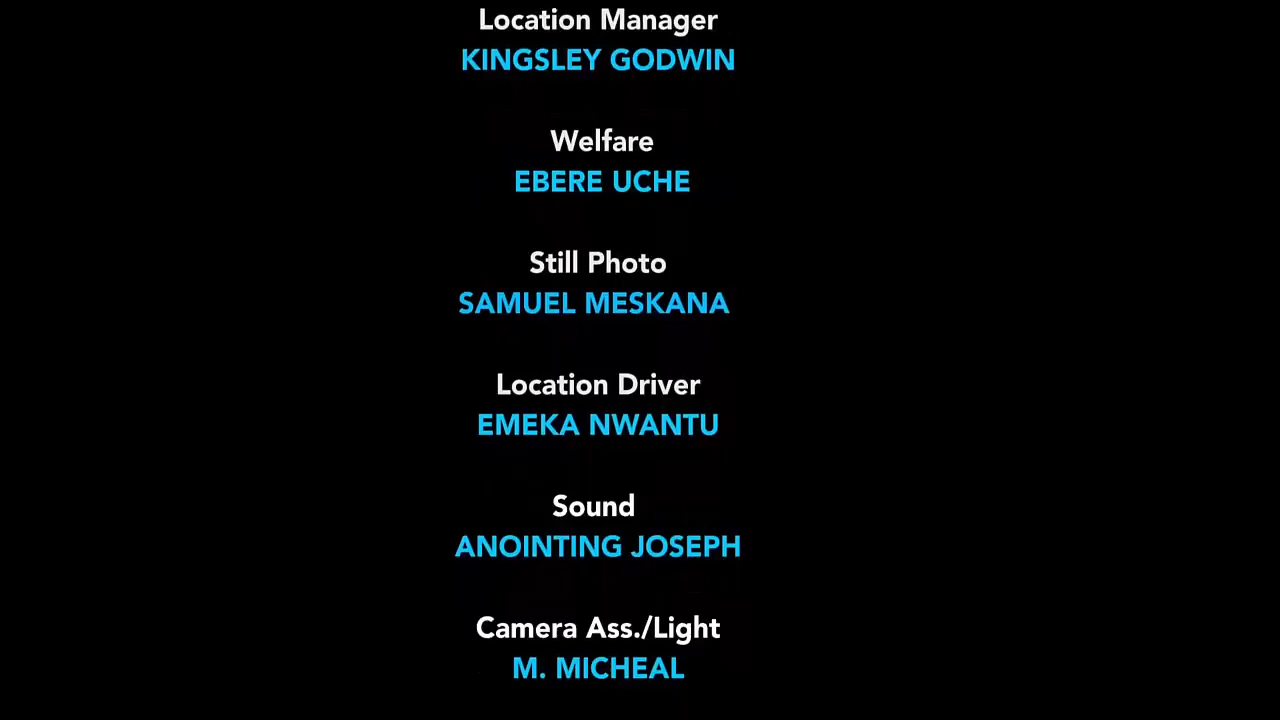 Location Manager
KINGSLEY GODWIN
Welfare
EBERE UCHE
Still Photo
SAMUEL MESKANA
Location Driver
EMEKA NWANTU
Sound
ANOINTING JOSEPH
Camera Ass./Light
M. MICHEAL